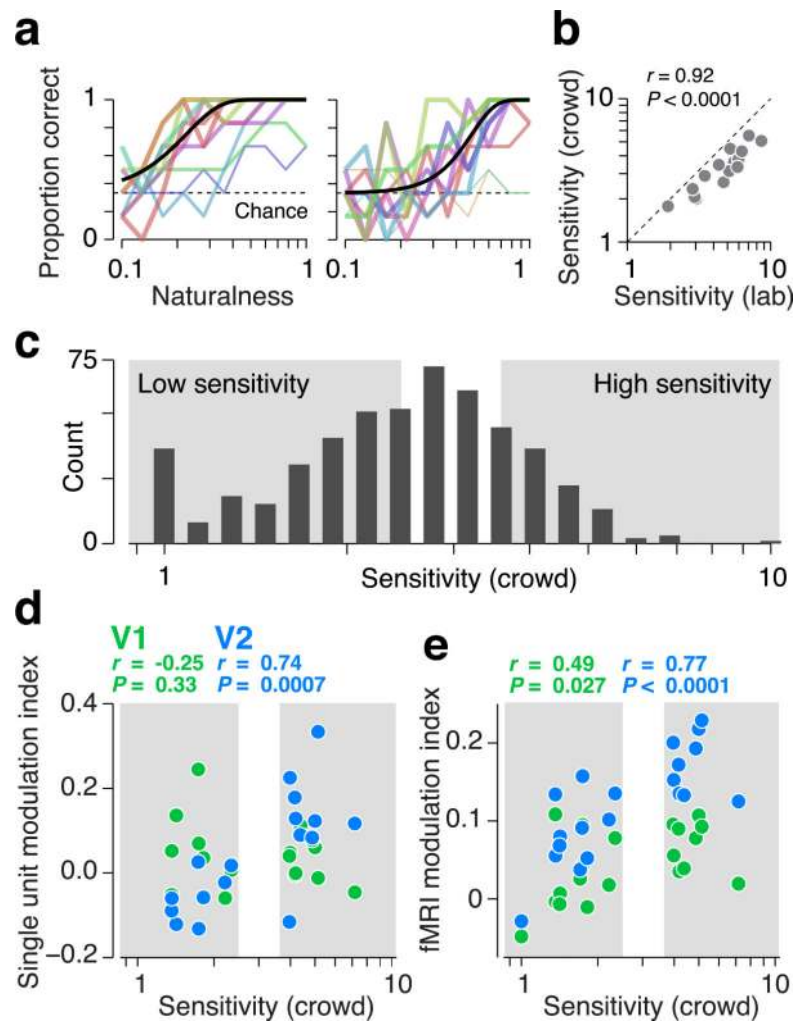 a
Proportion correct
1
0
0.1
1
0.1
1
Chance
Naturalness
b
r = 0.92
P < 0.0001
Sensitivity (crowd)
10
1
1
10
Sensitivity (lab)
c
Count
75
0
Low sensitivity
High sensitivity
1
10
Sensitivity (crowd)
d
V1
V2
r = -0.25
r = 0.74
P = 0.33
P = 0.0007
Single unit modulation index
0.4
0.2
0.0
−0.2
1
10
Sensitivity (crowd)
e
r = 0.49
r = 0.77
P = 0.027
P < 0.0001
fMRI modulation index
0.2
0.1
0
1
10
Sensitivity (crowd)